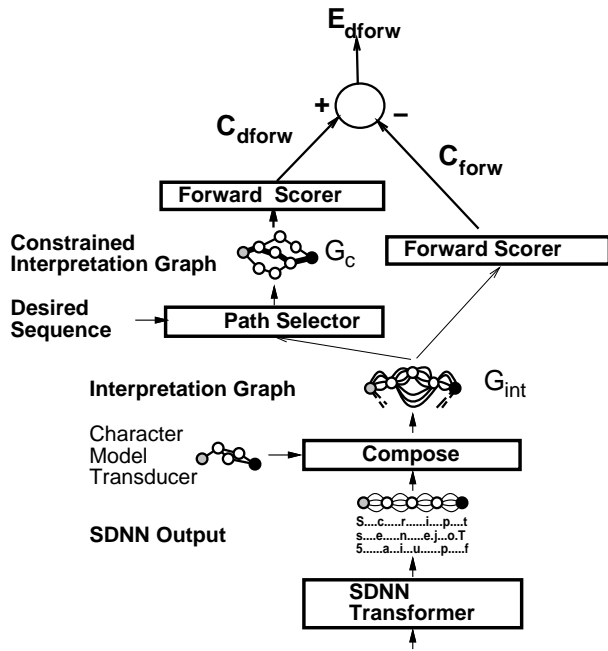 E_dforw
+
−
C_dforw
C_forw
Forward Scorer
Constrained
Interpretation Graph
G_c
Forward Scorer
Desired
Sequence
Path Selector
Interpretation Graph
G_int
Character
Model
Transducer
Compose
SDNN Output
S....c.....r......i....p....t
s....e.....n.....e.j...o.T
5......a...i....u......p.....f
SDNN
Transformer